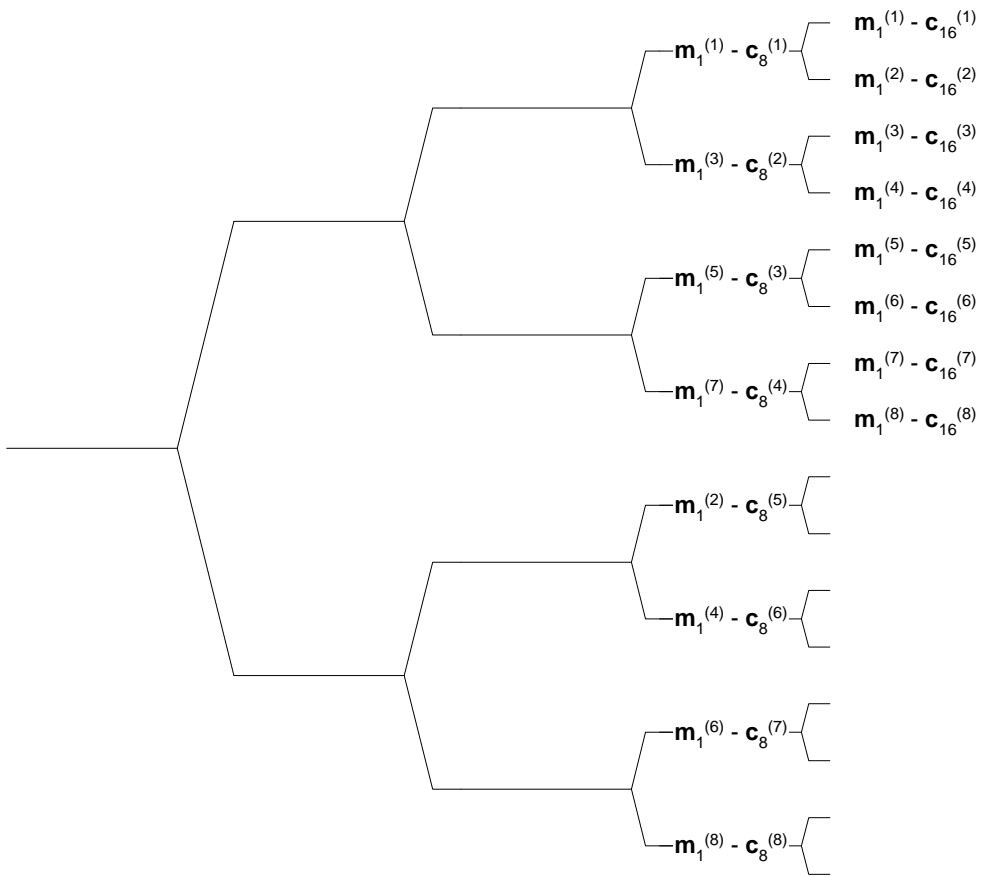 m₁⁽¹⁾ - c₁₆⁽¹⁾
m₁⁽¹⁾ - c₈⁽¹⁾
m₁⁽²⁾ - c₁₆⁽²⁾
m₁⁽³⁾ - c₁₆⁽³⁾
m₁⁽³⁾ - c₈⁽²⁾
m₁⁽⁴⁾ - c₁₆⁽⁴⁾
m₁⁽⁵⁾ - c₁₆⁽⁵⁾
m₁⁽⁵⁾ - c₈⁽³⁾
m₁⁽⁶⁾ - c₁₆⁽⁶⁾
m₁⁽⁷⁾ - c₁₆⁽⁷⁾
m₁⁽⁷⁾ - c₈⁽⁴⁾
m₁⁽⁸⁾ - c₁₆⁽⁸⁾
m₁⁽²⁾ - c₈⁽⁵⁾
m₁⁽⁴⁾ - c₈⁽⁶⁾
m₁⁽⁶⁾ - c₈⁽⁷⁾
m₁⁽⁸⁾ - c₈⁽⁸⁾